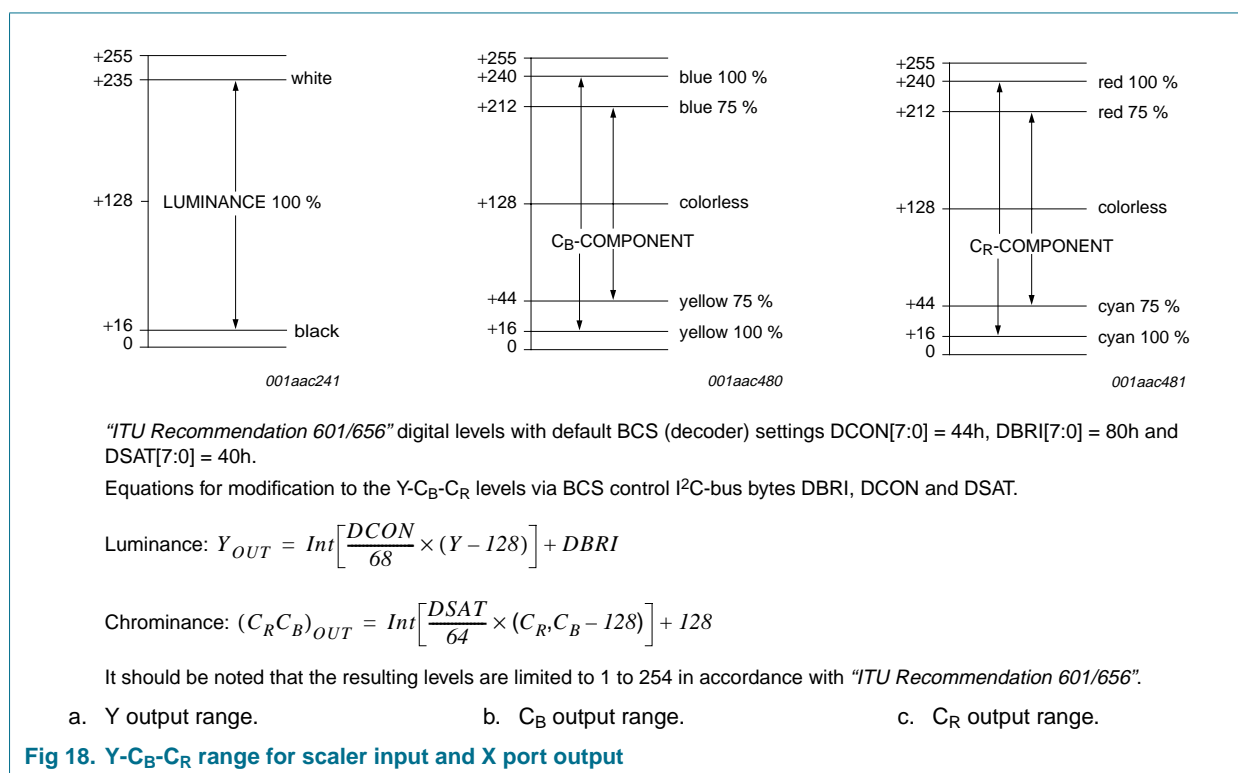 +255
+235
white
+128
LUMINANCE 100 %
+16
black
0
001aac241
+255
+240
blue 100 %
+212
blue 75 %
+128
colorless
CB-COMPONENT
+44
yellow 75 %
+16
yellow 100 %
0
001aac480
+255
+240
red 100 %
+212
red 75 %
+128
colorless
CR-COMPONENT
+44
cyan 75 %
+16
cyan 100 %
0
001aac481
“ITU Recommendation 601/656” digital levels with default BCS (decoder) settings DCON[7:0] = 44h, DBRI[7:0] = 80h and
DSAT[7:0] = 40h.
Equations for modification to the Y-CB-CR levels via BCS control I²C-bus bytes DBRI, DCON and DSAT.
Luminance: YOUT = Int[DCON/68 × (Y – 128)] + DBRI
Chrominance: (CRCB)OUT = Int[DSAT/64 × (CR,CB – 128)] + 128
It should be noted that the resulting levels are limited to 1 to 254 in accordance with “ITU Recommendation 601/656”.
a. Y output range.
b. CB output range.
c. CR output range.
Fig 18. Y-CB-CR range for scaler input and X port output